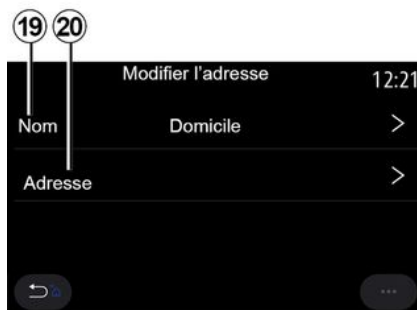 19 20
Modifier l'adresse 12:21
Nom Domicile >
Adresse >
...